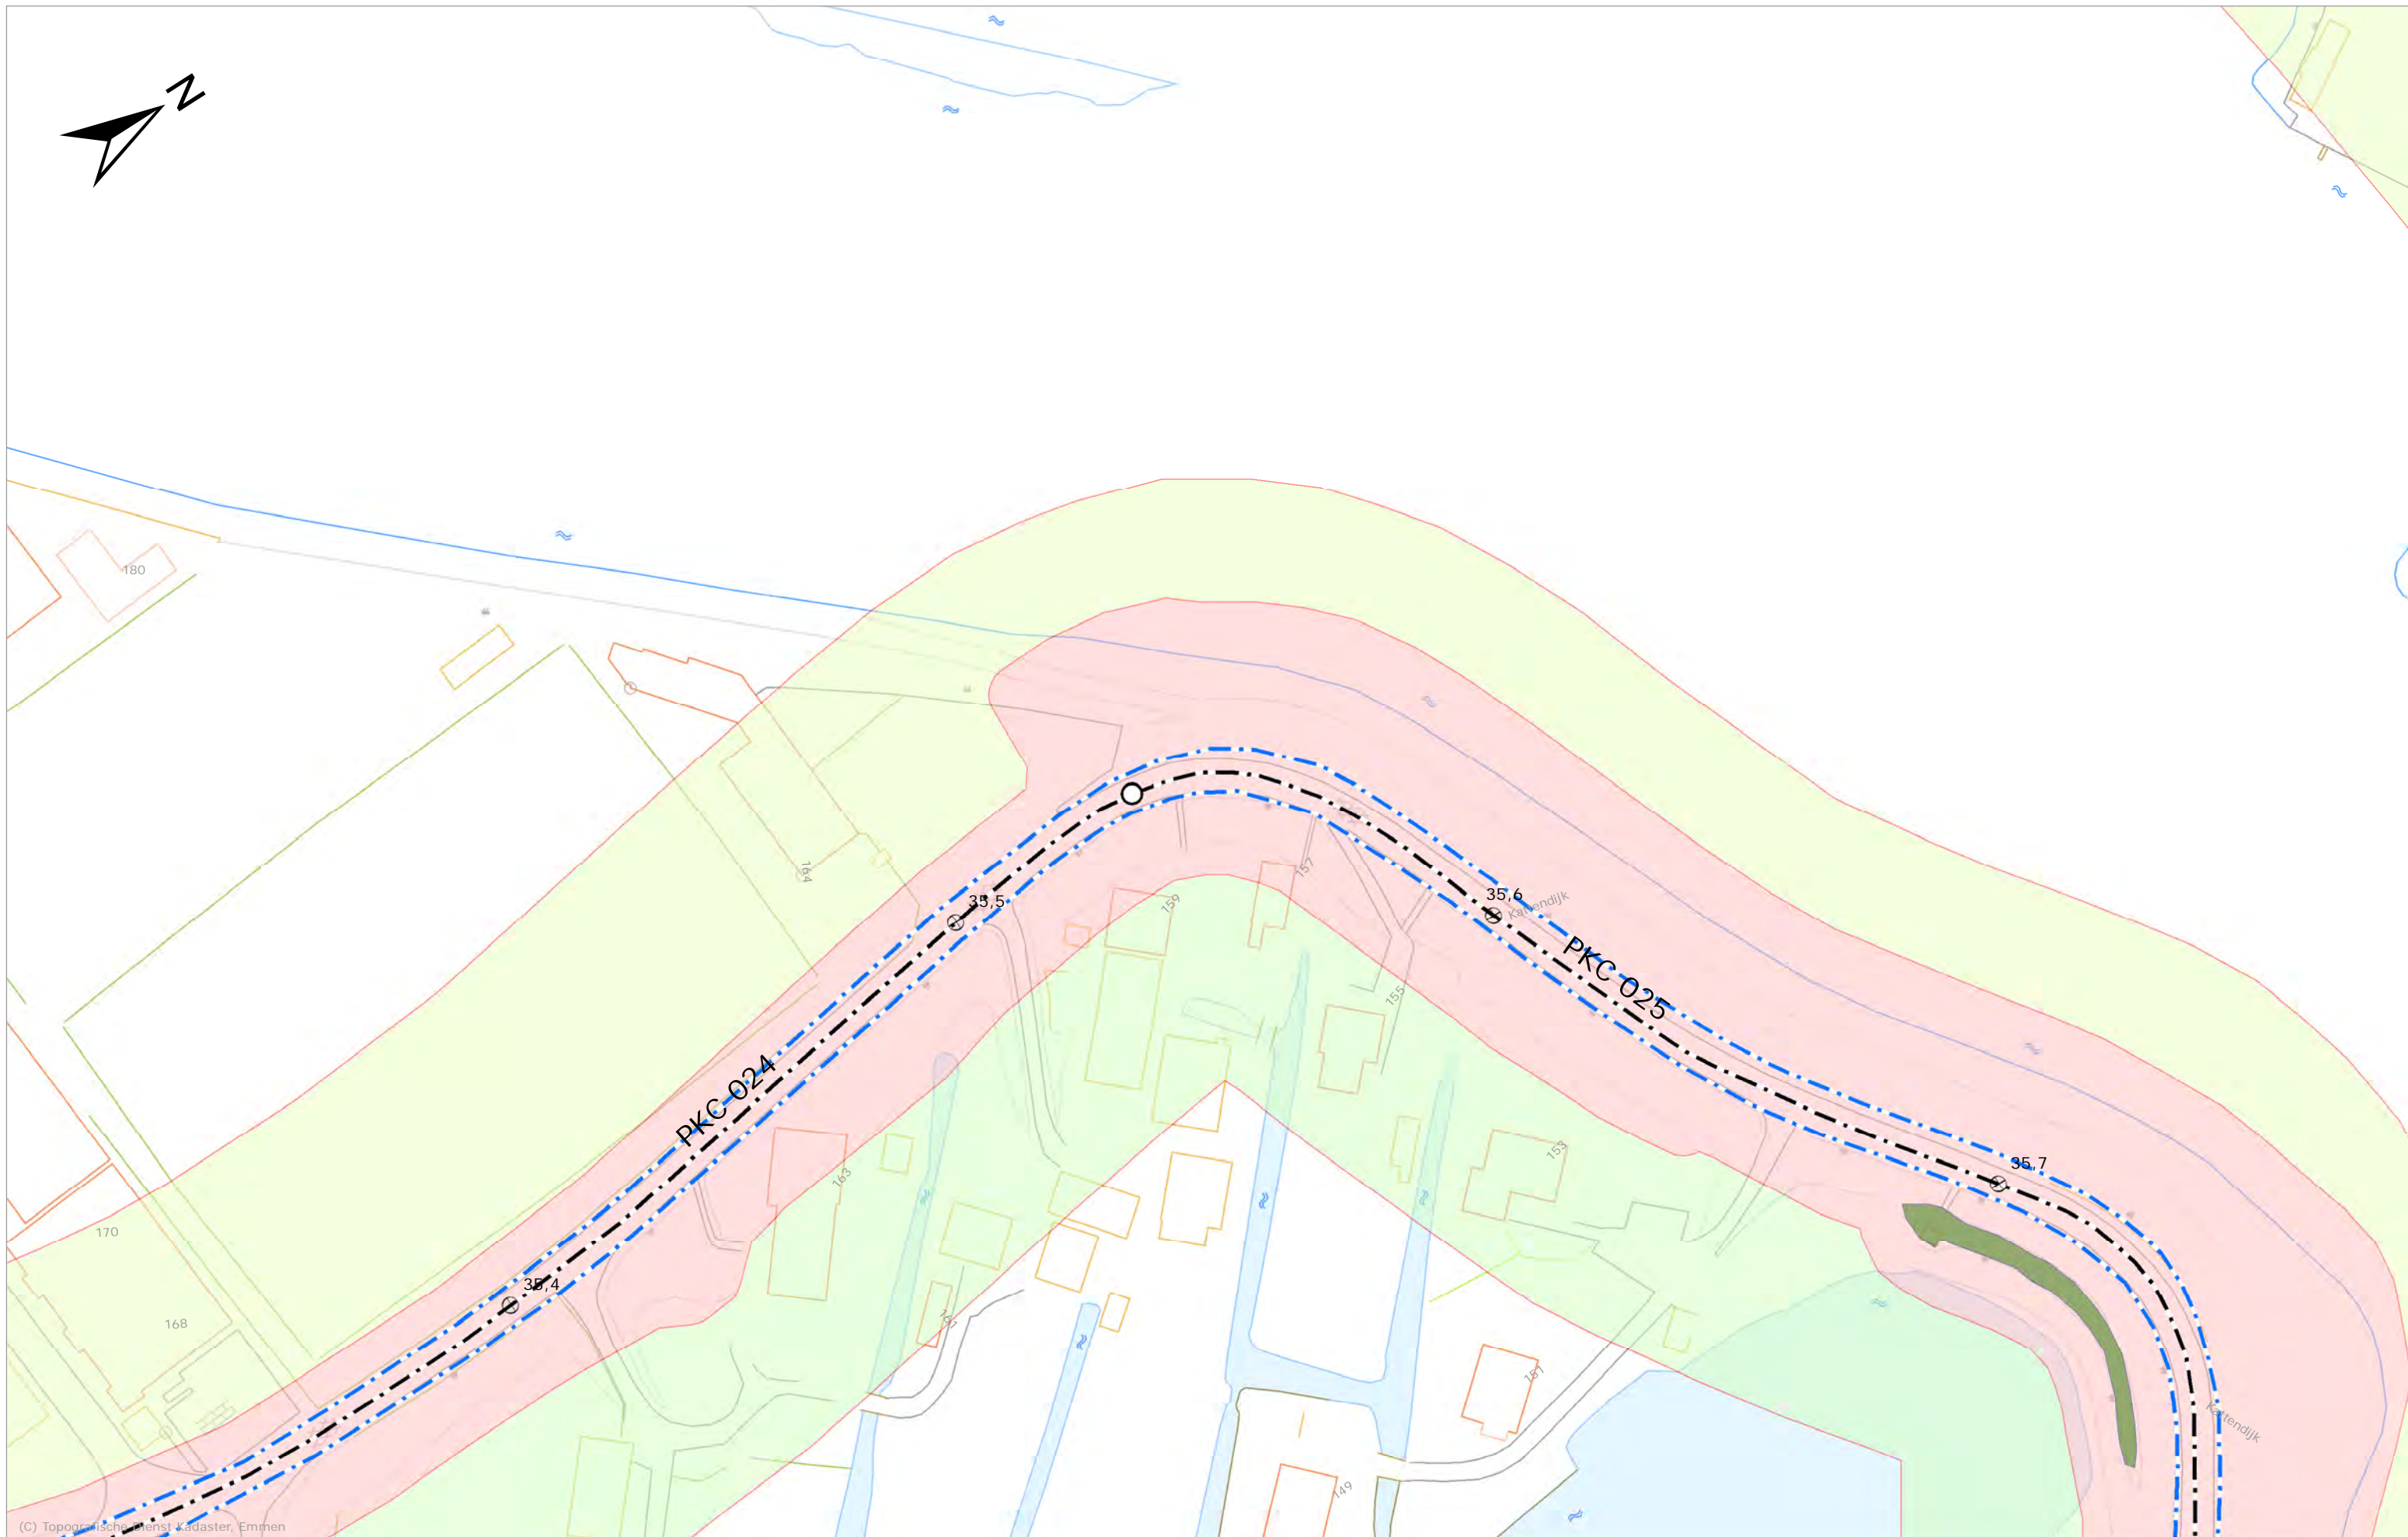 N
180
164
35,5
159
157
35,6
Kattendijk
PKC 025
155
PKC 024
163
153
35,7
170
168
35,4
161
151
149
Kattendijk
(C) Topografische Dienst Kadaster, Emmen